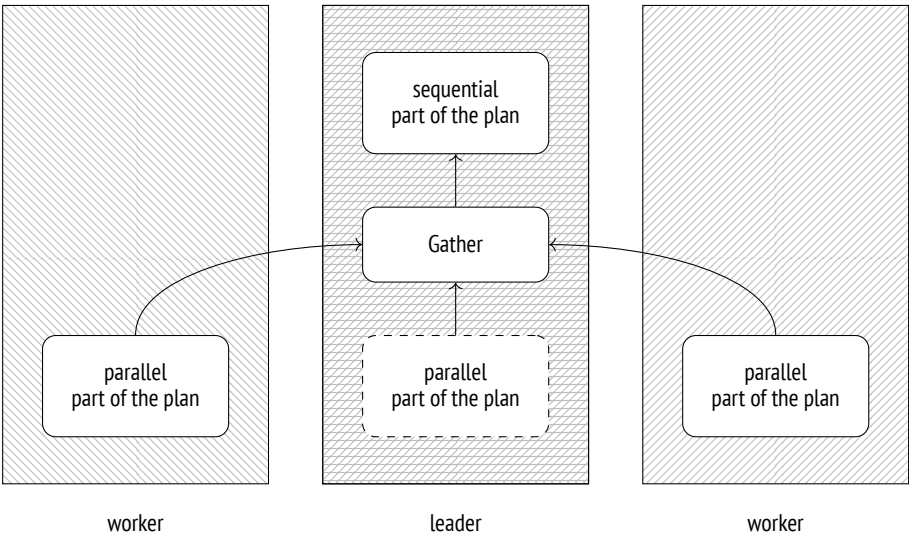 sequential
part of the plan
Gather
parallel
part of the plan
parallel
part of the plan
parallel
part of the plan
worker
leader
worker